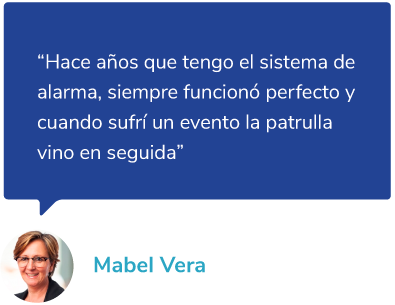 “Hace años que tengo el sistema de
alarma, siempre funcionó perfecto y
cuando sufrí un evento la patrulla
vino en seguida”
Mabel Vera